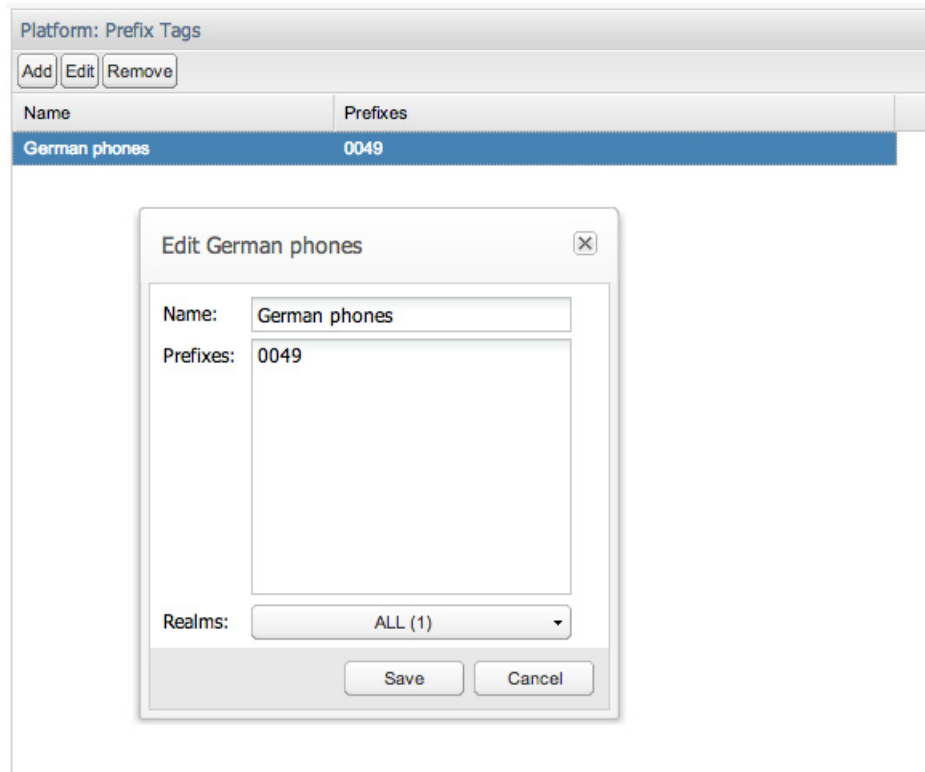 Platform: Prefix Tags
Add Edit Remove
Name Prefixes
German phones 0049
Edit German phones
Name: German phones
Prefixes: 0049
Realms: ALL (1)
Save Cancel